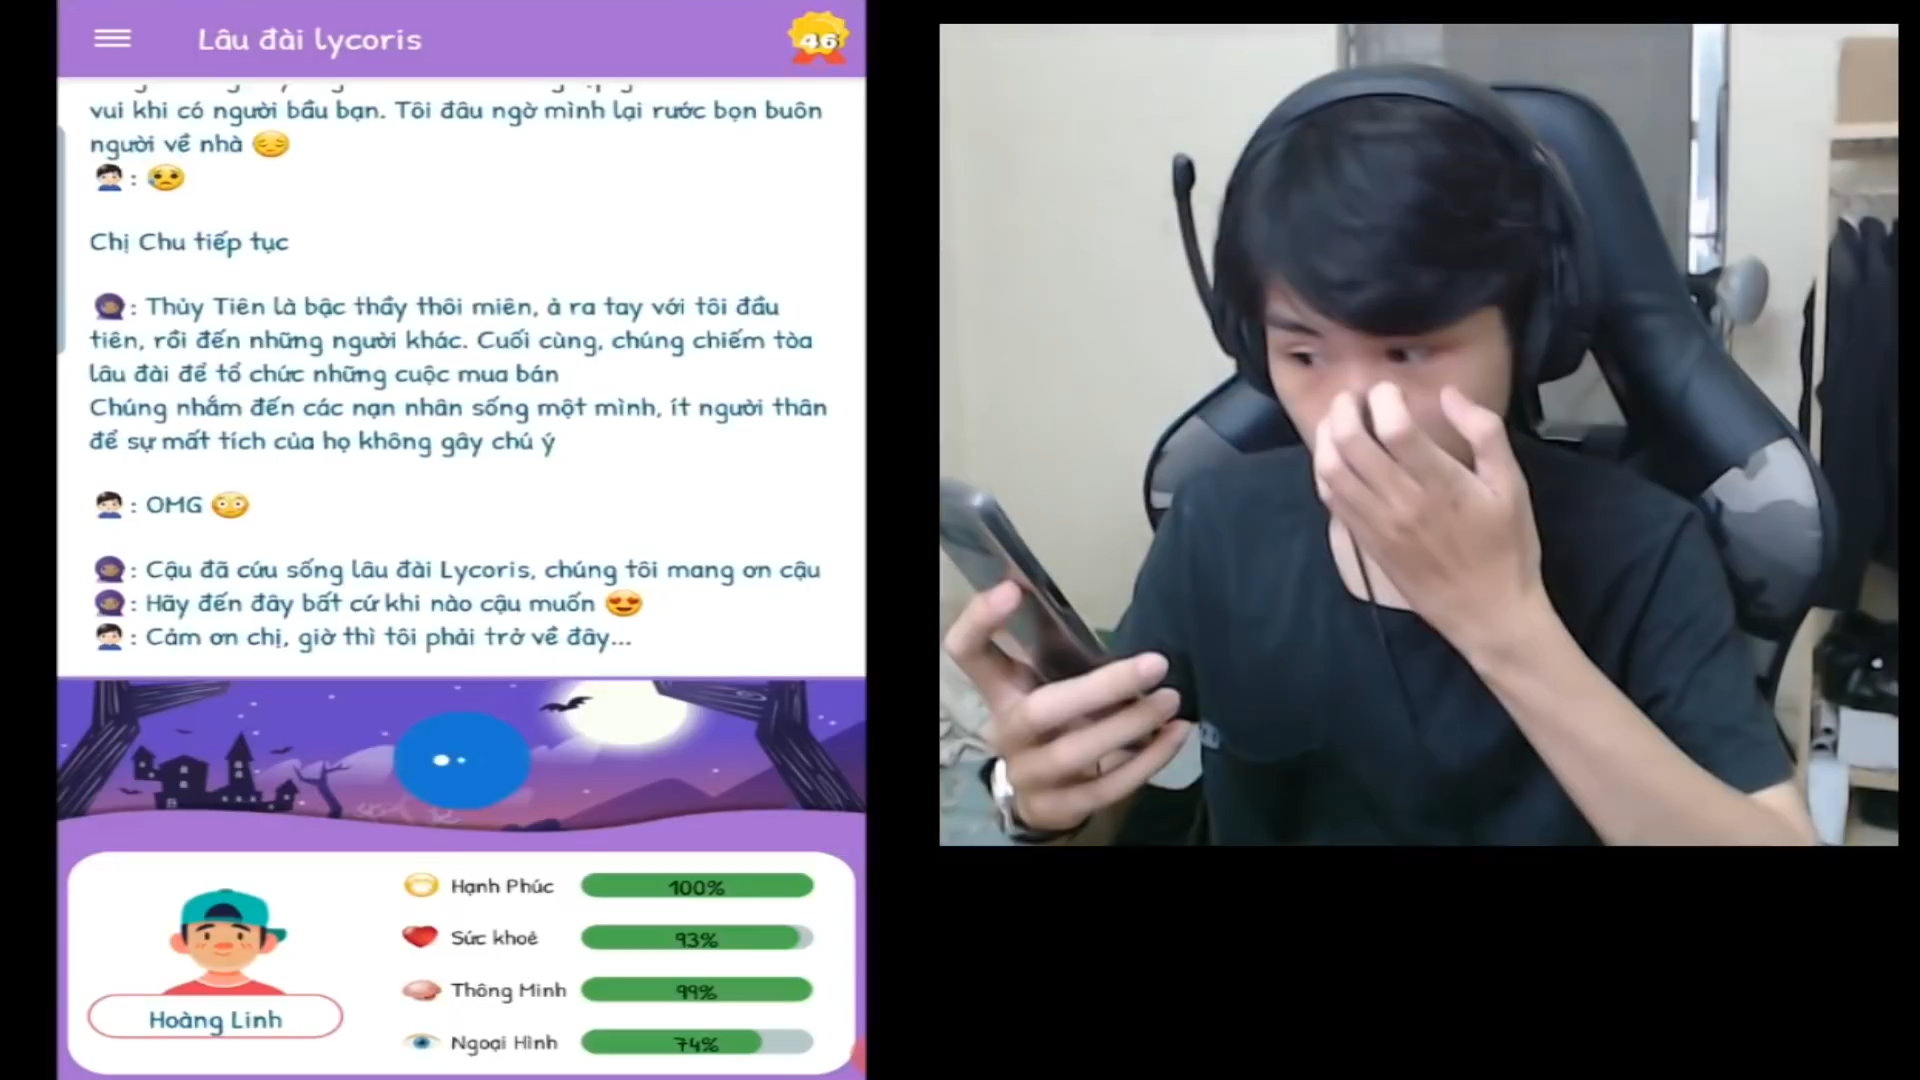 Lâu đài lycoris
46
vui khi có người bầu bạn. Tôi đâu ngờ mình lại rước bọn buôn
người về nhà 😔
: 😥
Chị Chu tiếp tục
: Thủy Tiên là bậc thầy thôi miên, ả ra tay với tôi đầu
tiên, rồi đến những người khác. Cuối cùng, chúng chiếm tòa
lâu đài để tổ chức những cuộc mua bán
Chúng nhắm đến các nạn nhân sống một mình, ít người thân
để sự mất tích của họ không gây chú ý
: OMG 😳
: Cậu đã cứu sống lâu đài Lycoris, chúng tôi mang ơn cậu
: Hãy đến đây bất cứ khi nào cậu muốn 😍
: Cảm ơn chị, giờ thì tôi phải trở về đây...
Hạnh Phúc 100%
Sức khoẻ 93%
Thông Minh 99%
Ngoại Hình 74%
Hoàng Linh